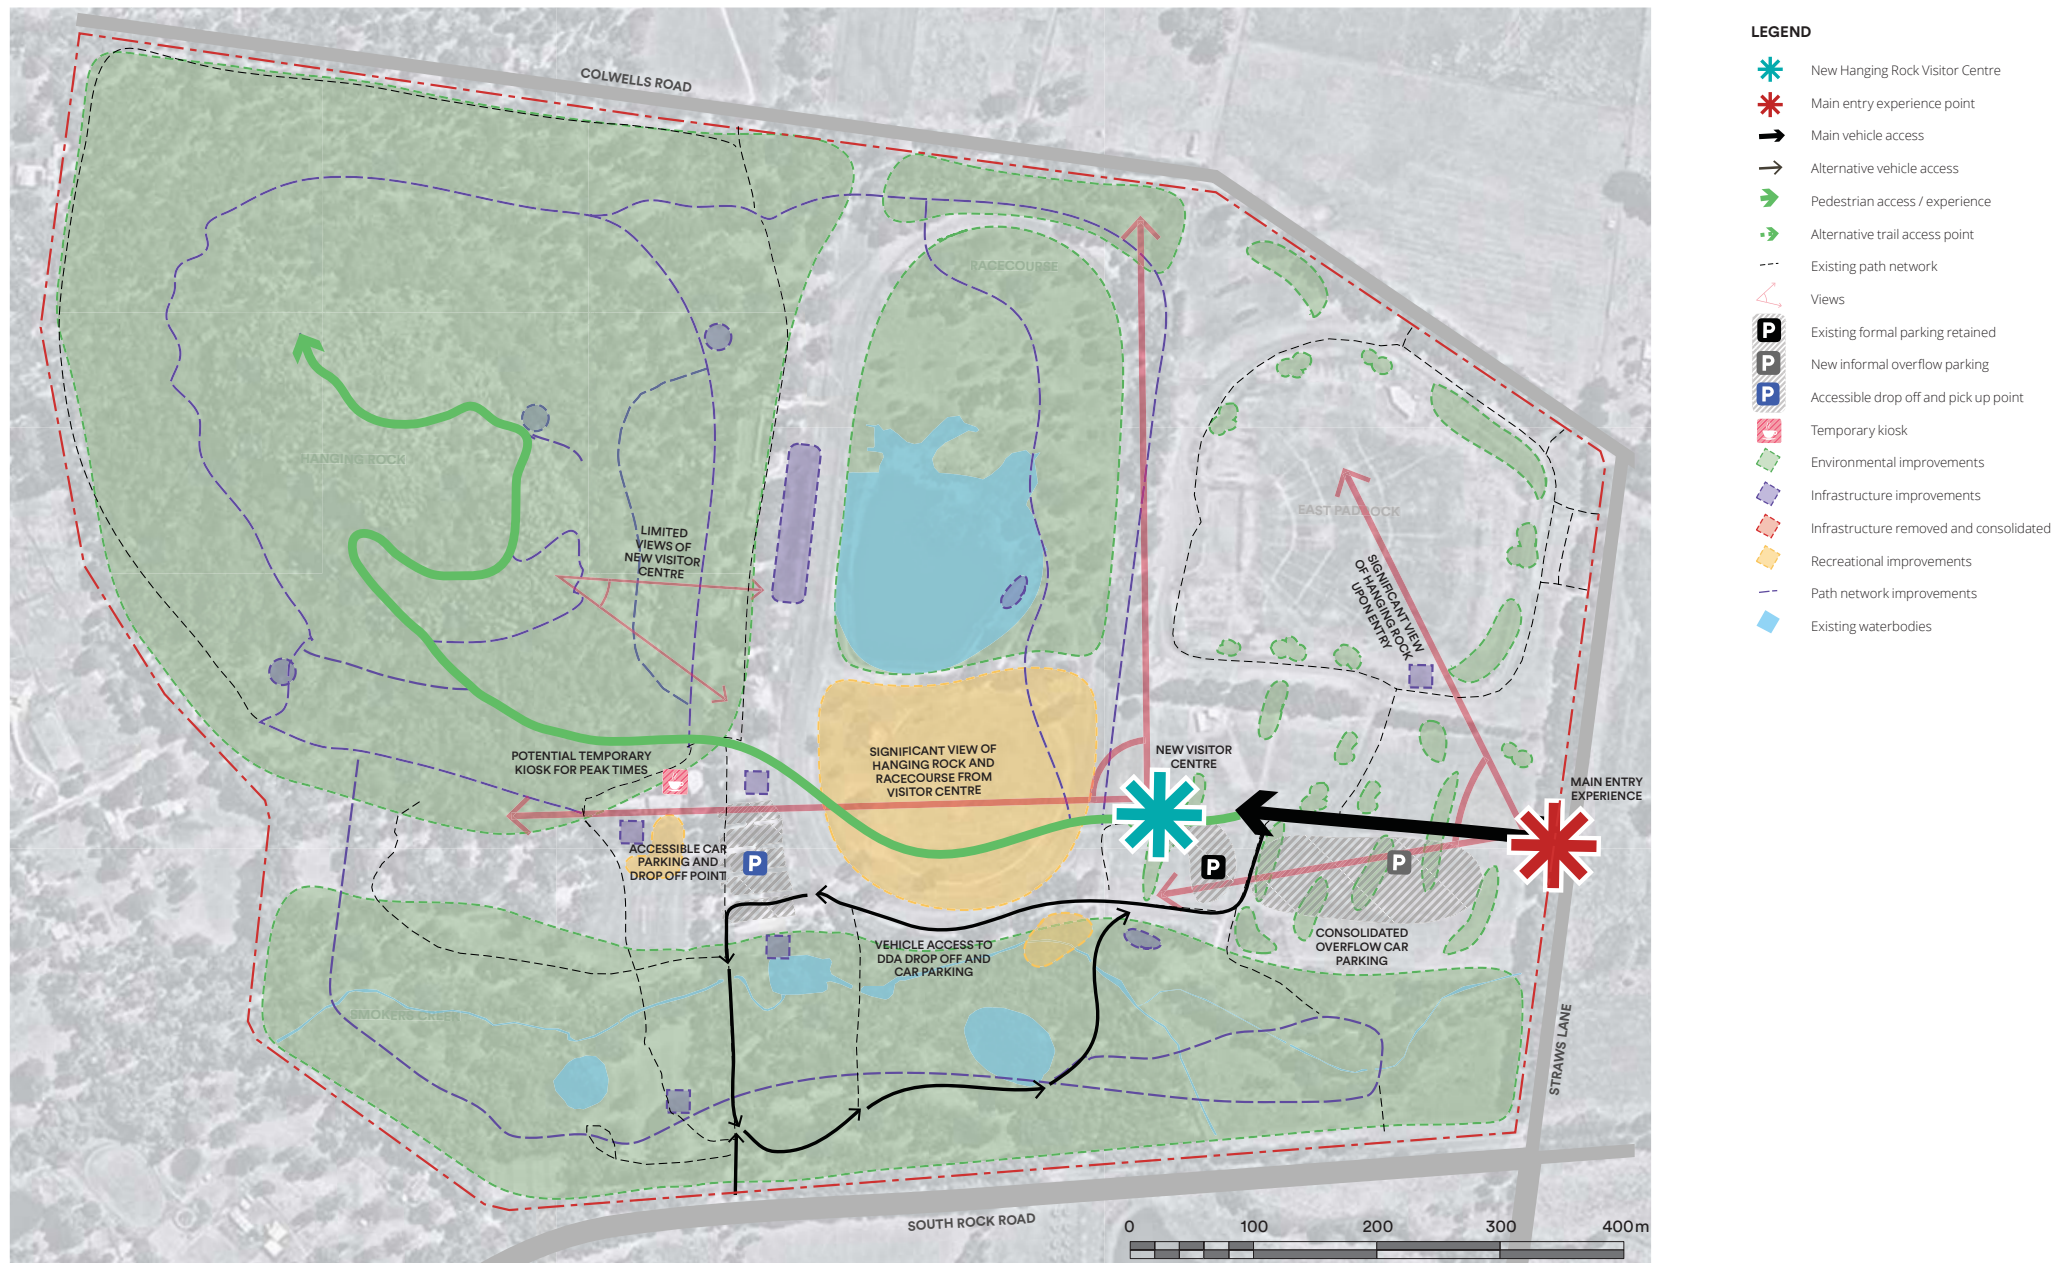 COLWELLS ROAD
RACECOURSE
HANGING ROCK
EAST PADDOCK
LIMITED
VIEWS OF
NEW VISITOR
CENTRE
SIGNIFICANT VIEW
OF HANGING ROCK
UPON ENTRY
POTENTIAL TEMPORARY
KIOSK FOR PEAK TIMES
SIGNIFICANT VIEW OF
HANGING ROCK AND
RACECOURSE FROM
VISITOR CENTRE
NEW VISITOR
CENTRE
MAIN ENTRY
EXPERIENCE
ACCESSIBLE CAR
PARKING AND
DROP OFF POINT
P
P
P
VEHICLE ACCESS TO
DDA DROP OFF AND
CAR PARKING
CONSOLIDATED
OVERFLOW CAR
PARKING
SMOKERS CREEK
STRAWS LANE
SOUTH ROCK ROAD
0 100 200 300 400m
LEGEND
New Hanging Rock Visitor Centre
Main entry experience point
Main vehicle access
Alternative vehicle access
Pedestrian access / experience
Alternative trail access point
Existing path network
Views
P Existing formal parking retained
P New informal overflow parking
P Accessible drop off and pick up point
Temporary kiosk
Environmental improvements
Infrastructure improvements
Infrastructure removed and consolidated
Recreational improvements
Path network improvements
Existing waterbodies